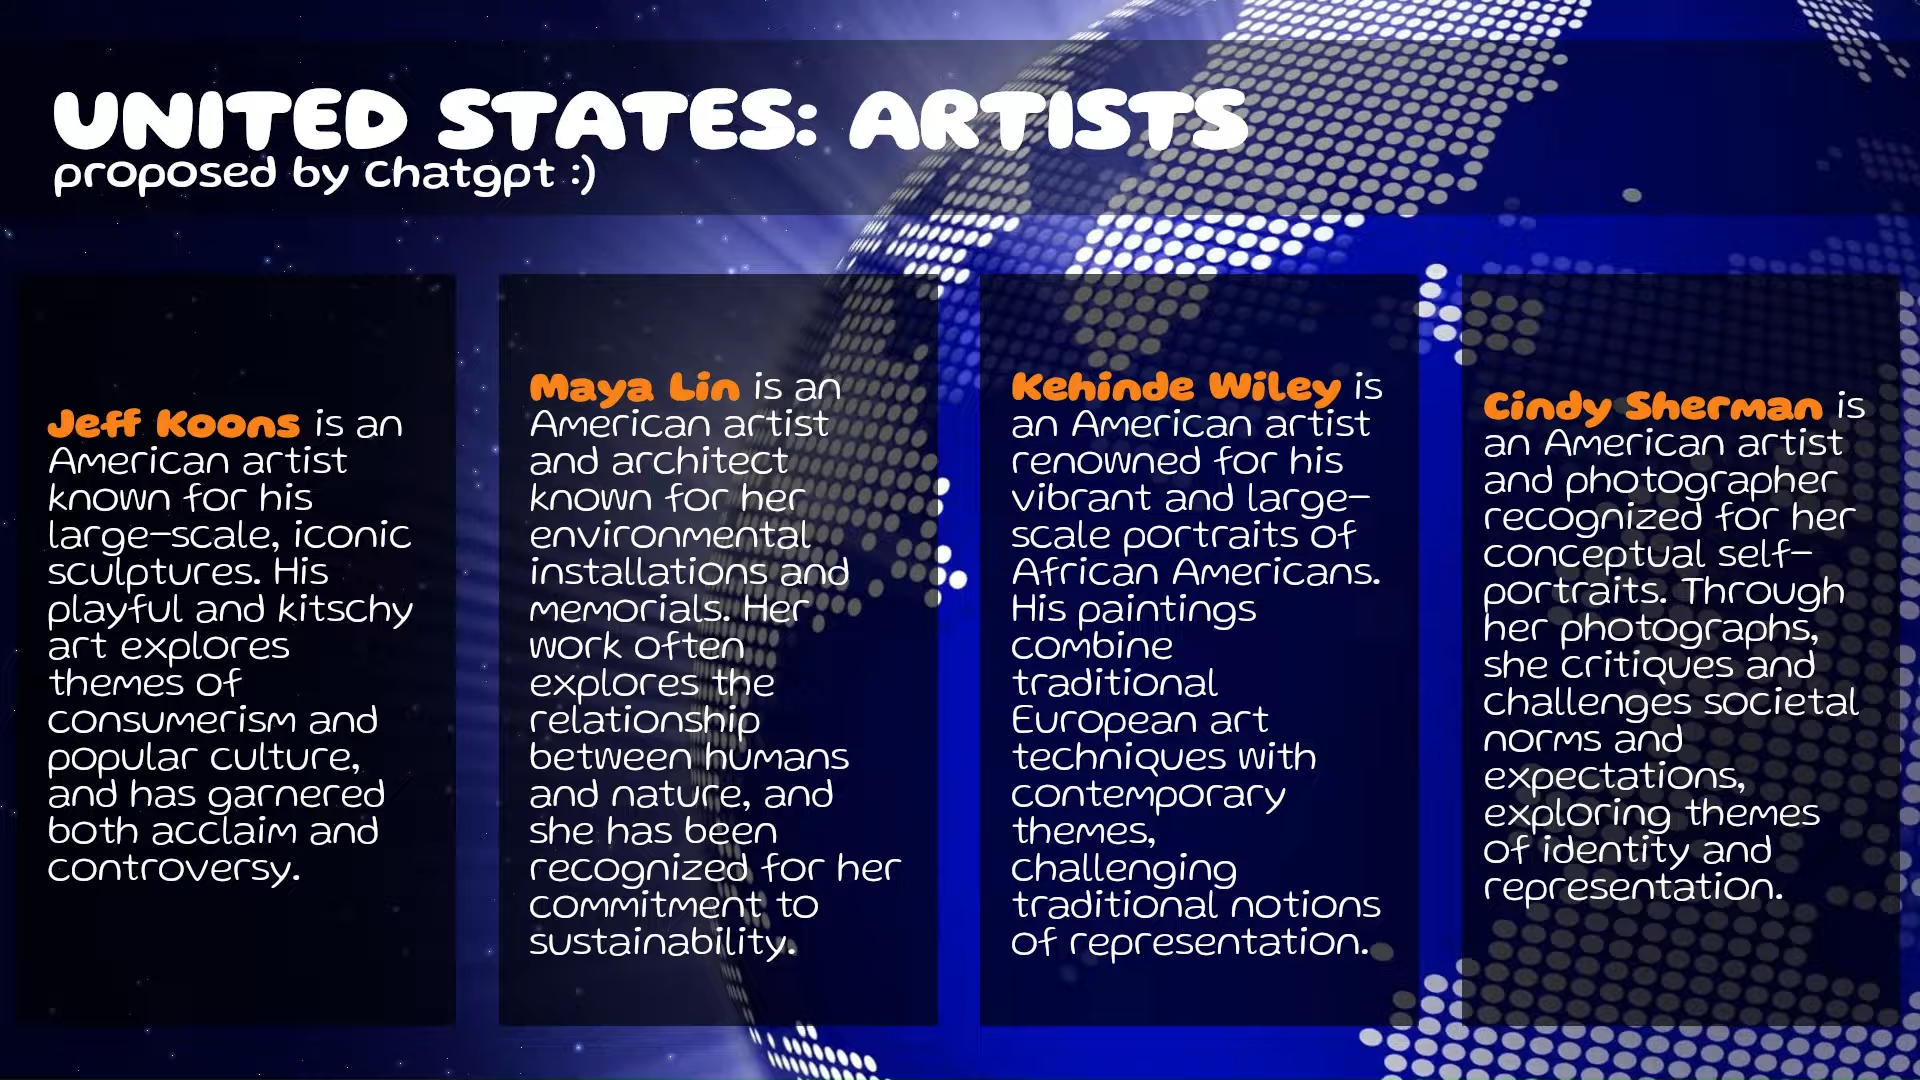 UNITED STATES: ARTISTS
proposed by Chatgpt :)
Jeff Koons is an
American artist
known for his
large-scale, iconic
sculptures. His
playful and kitschy
art explores
themes of
consumerism and
popular culture,
and has garnered
both acclaim and
controversy.
Maya Lin is an
American artist
and architect
known for her
environmental
installations and
memorials. Her
work often
explores the
relationship
between humans
and nature, and
she has been
recognized for her
commitment to
sustainability.
Kehinde Wiley is
an American artist
renowned for his
vibrant and large-
scale portraits of
African Americans.
His paintings
combine
traditional
European art
techniques with
contemporary
themes,
challenging
traditional notions
of representation.
Cindy Sherman is
an American artist
and photographer
recognized for her
conceptual self-
portraits. Through
her photographs,
she critiques and
challenges societal
norms and
expectations,
exploring themes
of identity and
representation.